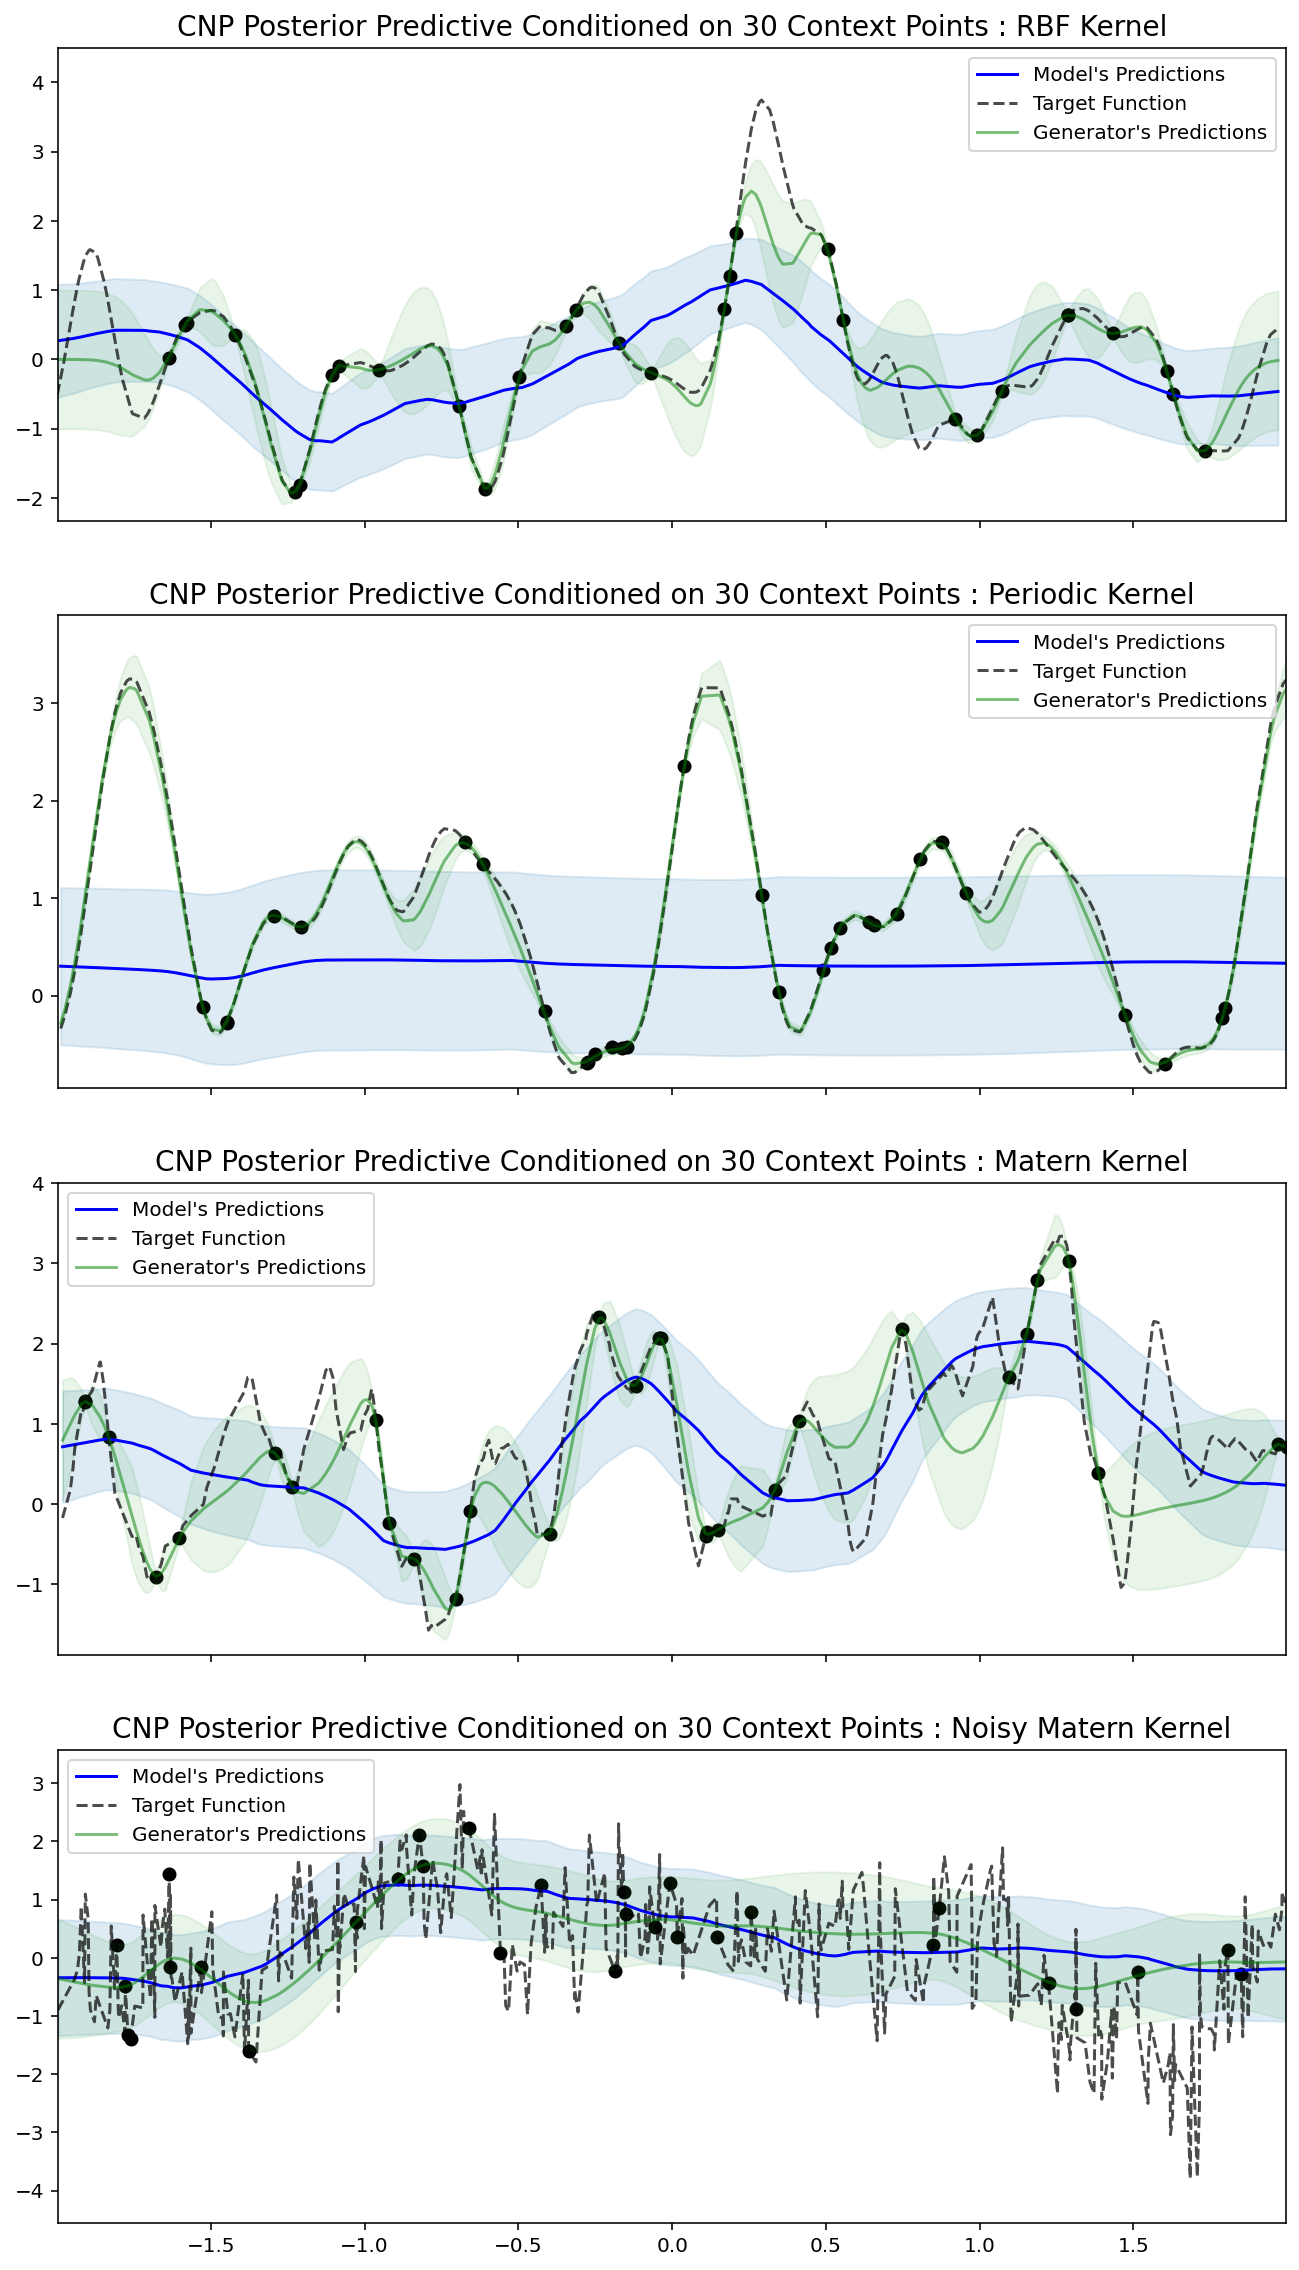 CNP Posterior Predictive Conditioned on 30 Context Points : RBF Kernel
Model's Predictions
Target Function
Generator's Predictions
4
3
2
1
0
−1
−2
CNP Posterior Predictive Conditioned on 30 Context Points : Periodic Kernel
Model's Predictions
Target Function
Generator's Predictions
3
2
1
0
CNP Posterior Predictive Conditioned on 30 Context Points : Matern Kernel
Model's Predictions
Target Function
Generator's Predictions
4
3
2
1
0
−1
CNP Posterior Predictive Conditioned on 30 Context Points : Noisy Matern Kernel
Model's Predictions
Target Function
Generator's Predictions
3
2
1
0
−1
−2
−3
−4
−1.5 −1.0 −0.5 0.0 0.5 1.0 1.5